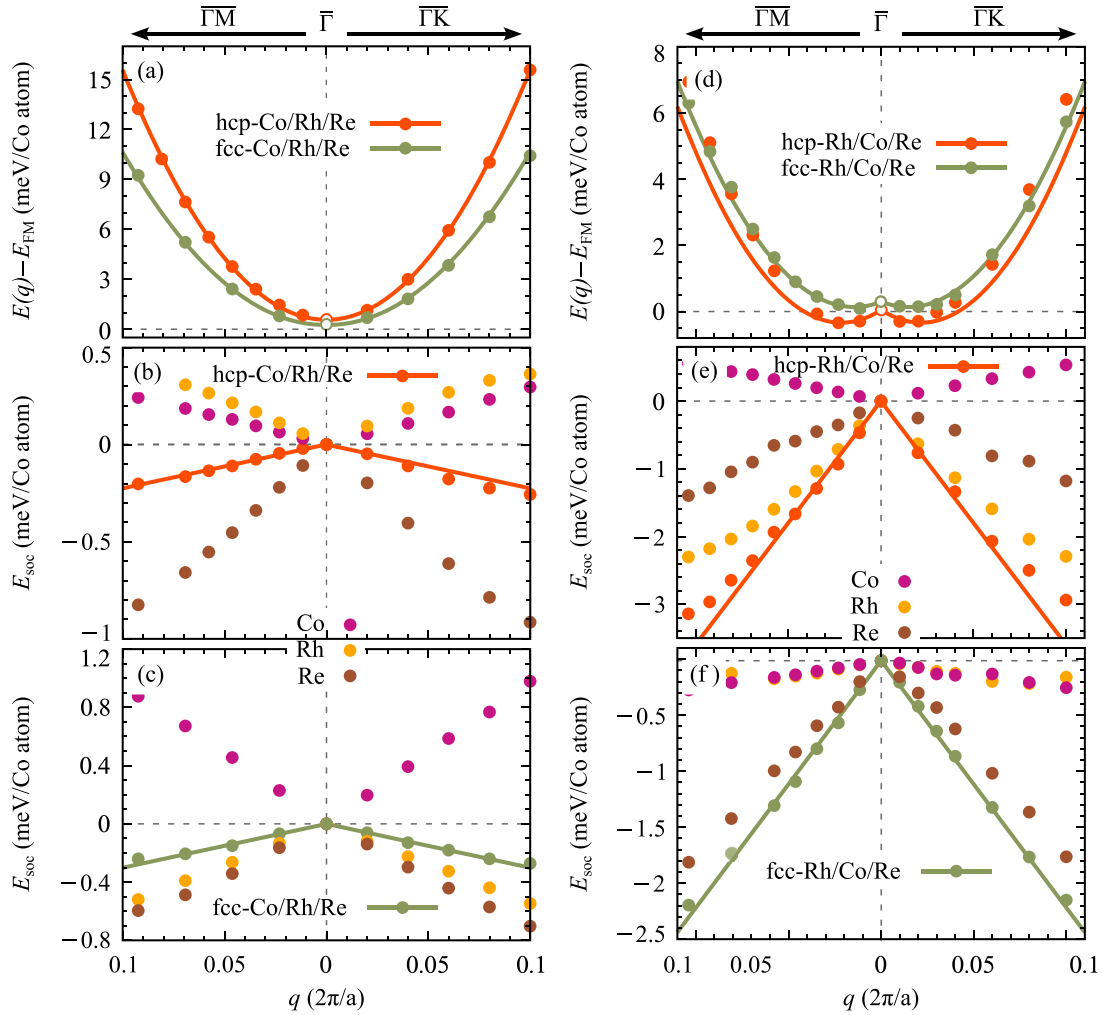 ΓM Γ ΓK
ΓM Γ ΓK
(a)
15
12
9
6
3
0
E(q)−E_FM (meV/Co atom)
hcp-Co/Rh/Re
fcc-Co/Rh/Re
(d)
8
6
4
2
0
E(q)−E_FM (meV/Co atom)
hcp-Rh/Co/Re
fcc-Rh/Co/Re
(b)
0.5
0
−0.5
−1
E_soc (meV/Co atom)
hcp-Co/Rh/Re
(e)
0
−1
−2
−3
E_soc (meV/Co atom)
hcp-Rh/Co/Re
Co
Rh
Re
Co
Rh
Re
(c)
1.2
0.8
0.4
0
−0.4
−0.8
E_soc (meV/Co atom)
fcc-Co/Rh/Re
0.1 0.05 0 0.05 0.1
q (2π/a)
(f)
−0.5
−1
−1.5
−2
−2.5
E_soc (meV/Co atom)
fcc-Rh/Co/Re
0.05 0 0.05 0.1
q (2π/a)